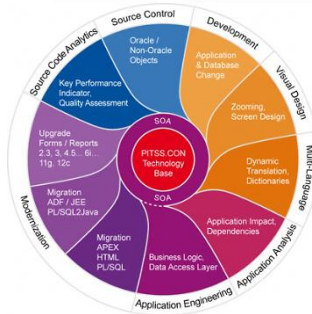 Source Control
Development
Visual Design
Multi-Language
Application Analysis
Application Engineering
Modernization
Source Code Analytics
Oracle /
Non-Oracle
Objects
Application
& Database
Change
Zooming,
Screen Design
Dynamic
Translation,
Dictionaries
Application Impact,
Dependencies
Business Logic,
Data Access Layer
Migration
APEX
HTML
PL/SQL
Migration
ADF / JEE
PL/SQL2Java
Upgrade
Forms / Reports
2.3, 3, 4.5... 6i...
11g, 12c
Key Performance
Indicator,
Quality Assessment
SOA
PITSS.CON
Technology
Base
SOA